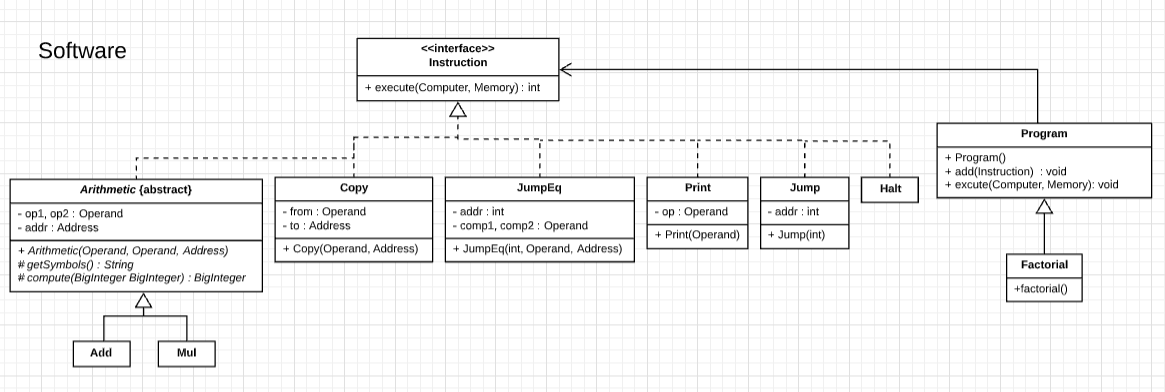 Software
<<interface>>
Instruction
+ execute(Computer, Memory) : int
Program
+ Program()
+ add(Instruction) : void
+ excute(Computer, Memory): void
Arithmetic {abstract}
- op1, op2 : Operand
- addr : Address
+ Arithmetic(Operand, Operand, Address)
# getSymbols() : String
# compute(BigInteger BigInteger) : BigInteger
Copy
- from : Operand
- to : Address
+ Copy(Operand, Address)
JumpEq
- addr : int
- comp1, comp2 : Operand
+ JumpEq(int, Operand, Address)
Print
- op : Operand
+ Print(Operand)
Jump
- addr : int
+ Jump(int)
Halt
Factorial
+factorial()
Add
Mul